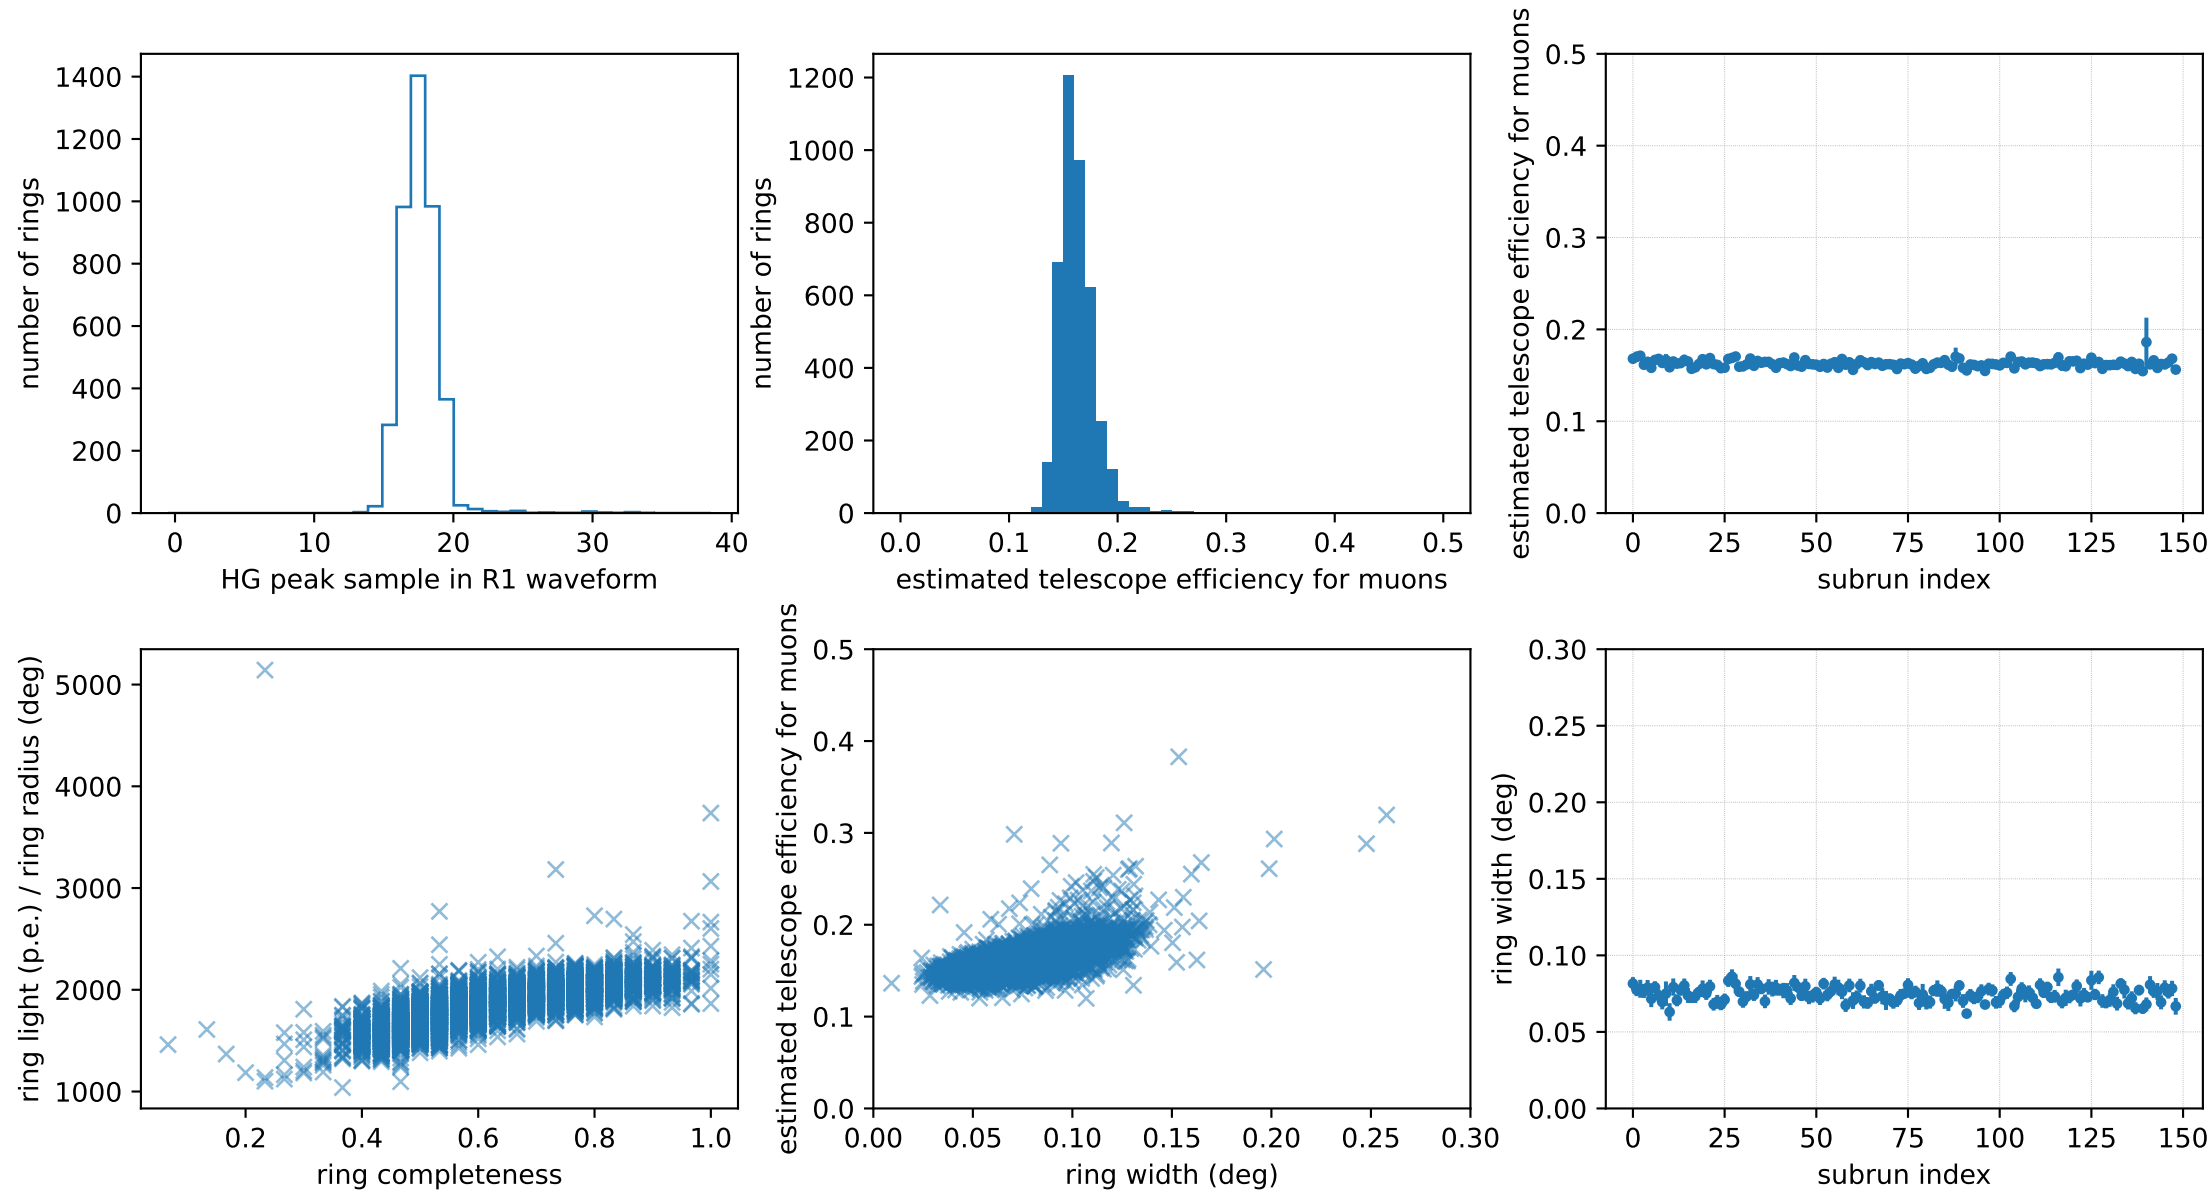 number of rings
1400
1200
1000
800
600
400
200
0
0 10 20 30 40
HG peak sample in R1 waveform
number of rings
1200
1000
800
600
400
200
0
0.0 0.1 0.2 0.3 0.4 0.5
estimated telescope efficiency for muons
estimated telescope efficiency for muons
0.5
0.4
0.3
0.2
0.1
0.0
0 25 50 75 100 125 150
subrun index
ring light (p.e.) / ring radius (deg)
5000
4000
3000
2000
1000
0.2 0.4 0.6 0.8 1.0
ring completeness
estimated telescope efficiency for muons
0.5
0.4
0.3
0.2
0.1
0.0
0.00 0.05 0.10 0.15 0.20 0.25 0.30
ring width (deg)
ring width (deg)
0.30
0.25
0.20
0.15
0.10
0.05
0.00
0 25 50 75 100 125 150
subrun index